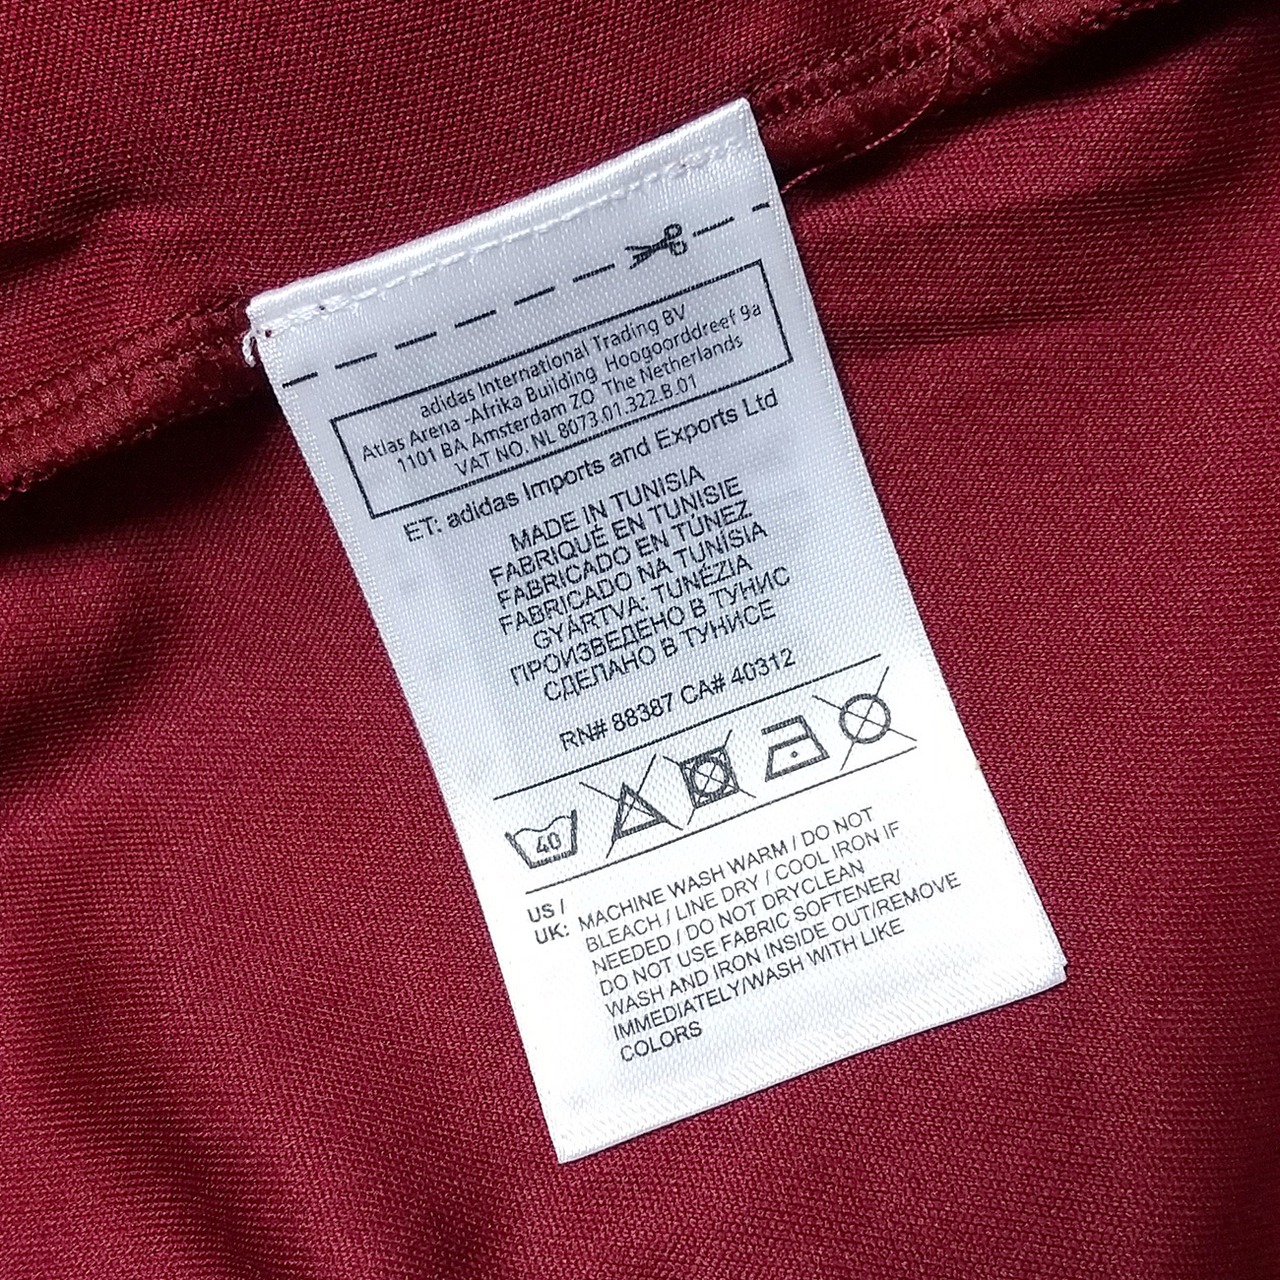 adidas International Trading BV
Atlas Arena -Afrika Building Hoogoorddreef 9a
1101 BA Amsterdam ZO The Netherlands
VAT NO. NL 8073.01.322.B.01
ET: adidas Imports and Exports Ltd
MADE IN TUNISIA
FABRIQUÉ EN TUNISIE
FABRICADO EN TÚNEZ
FABRICADO NA TUNÍSIA
GYÁRTVA: TUNÉZIA
ПРОИЗВЕДЕНО В ТУНИС
СДЕЛАНО В ТУНИСЕ
RN# 88387 CA# 40312
40
US / UK: MACHINE WASH WARM / DO NOT
BLEACH / LINE DRY / COOL IRON IF
NEEDED / DO NOT DRYCLEAN
DO NOT USE FABRIC SOFTENER/
WASH AND IRON INSIDE OUT/REMOVE
IMMEDIATELY/WASH WITH LIKE
COLORS